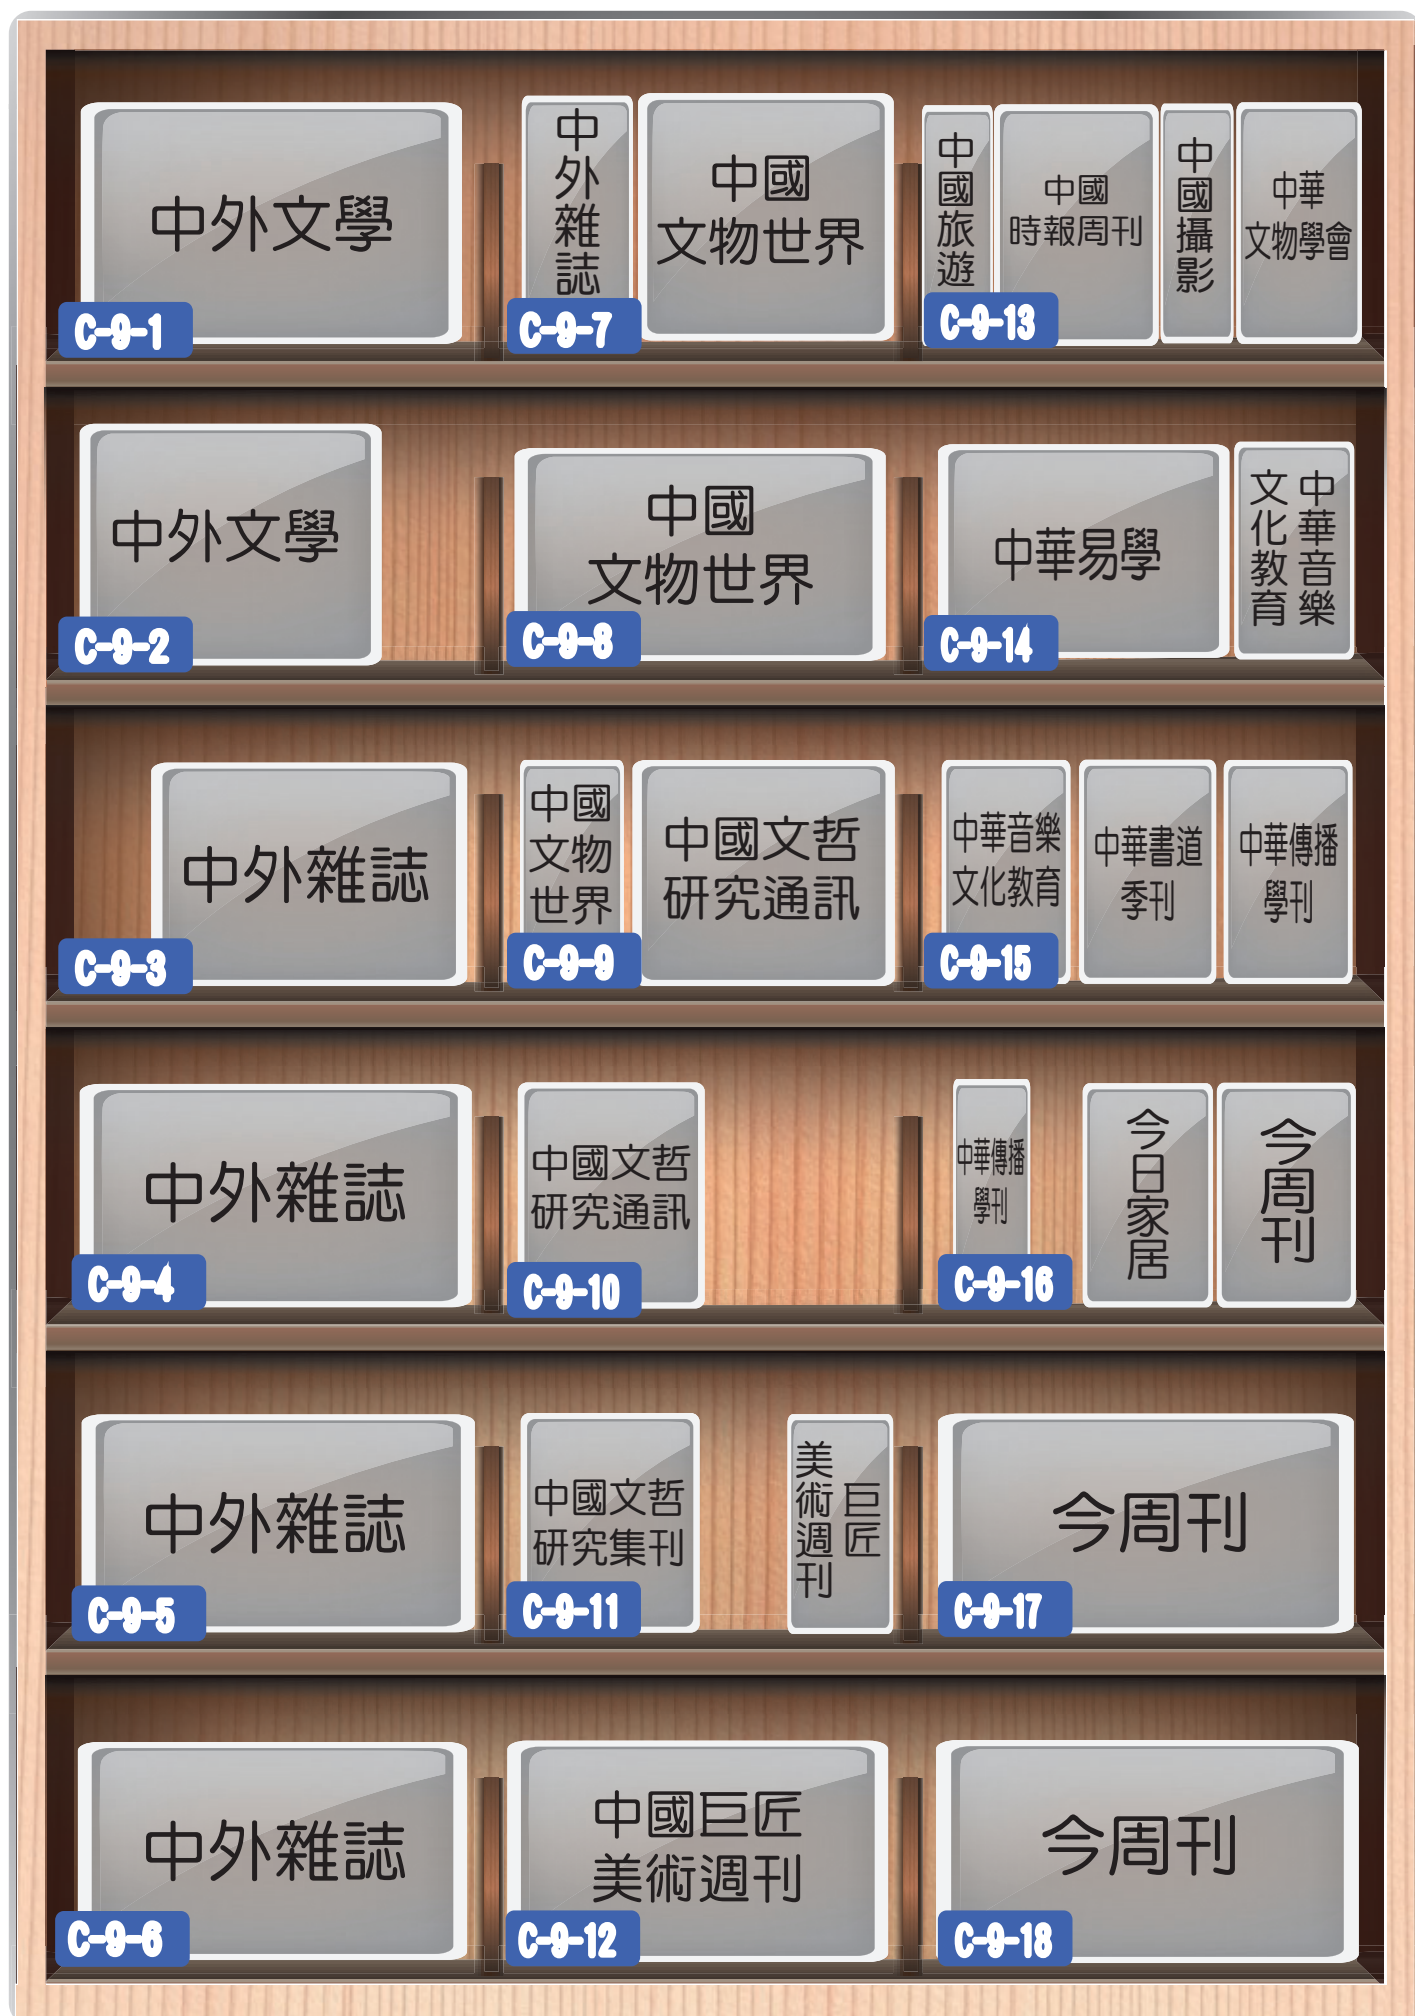 中外文學
C-9-1
中外雜誌
中國
文物世界
C-9-7
中國旅遊
中國
時報周刊
中國攝影
中華
文物學會
C-9-13
中外文學
C-9-2
中國
文物世界
C-9-8
中華易學
中華音樂
文化教育
C-9-14
中外雜誌
C-9-3
中國
文物
世界
中國文哲
研究通訊
C-9-9
中華音樂
文化教育
中華書道
季刊
中華傳播
學刊
C-9-15
中外雜誌
C-9-4
中國文哲
研究通訊
C-9-10
中華傳播
學刊
今日家居
今周刊
C-9-16
中外雜誌
C-9-5
中國文哲
研究集刊
巨匠
美術週刊
C-9-11
今周刊
C-9-17
中外雜誌
C-9-6
中國巨匠
美術週刊
C-9-12
今周刊
C-9-18